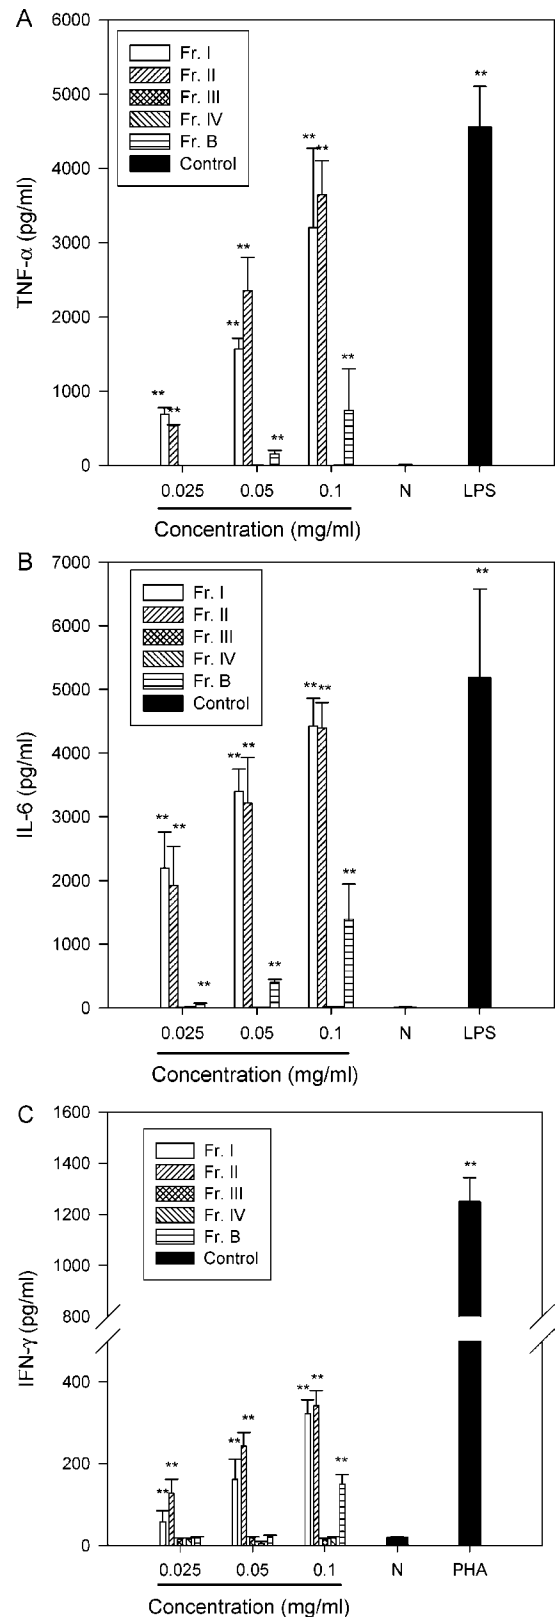 A
6000
5000
4000
3000
2000
1000
0
TNF-α (pg/ml)
Fr. I
Fr. II
Fr. III
Fr. IV
Fr. B
Control
** ** ** ** ** ** ** ** **
0.025 0.05 0.1 N LPS
Concentration (mg/ml)
B
7000
6000
5000
4000
3000
2000
1000
0
IL-6 (pg/ml)
Fr. I
Fr. II
Fr. III
Fr. IV
Fr. B
Control
** ** ** ** ** ** ** ** ** **
0.025 0.05 0.1 N LPS
Concentration (mg/ml)
C
1600
1400
1200
1000
800
400
200
0
IFN-γ (pg/ml)
Fr. I
Fr. II
Fr. III
Fr. IV
Fr. B
Control
** ** ** ** ** ** ** **
0.025 0.05 0.1 N PHA
Concentration (mg/ml)